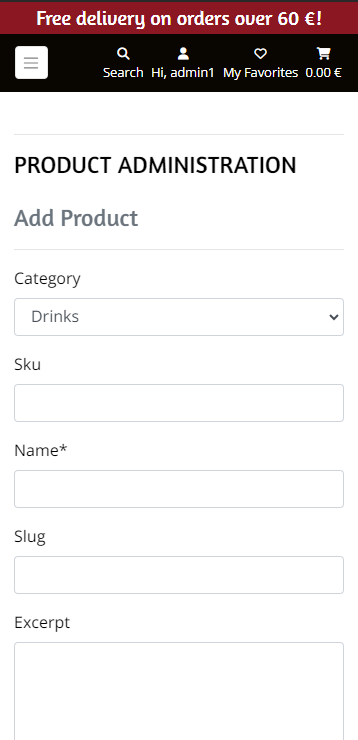 Free delivery on orders over 60 €!
Search Hi, admin1 My Favorites 0.00 €
PRODUCT ADMINISTRATION
Add Product
Category
Drinks
Sku
Name*
Slug
Excerpt